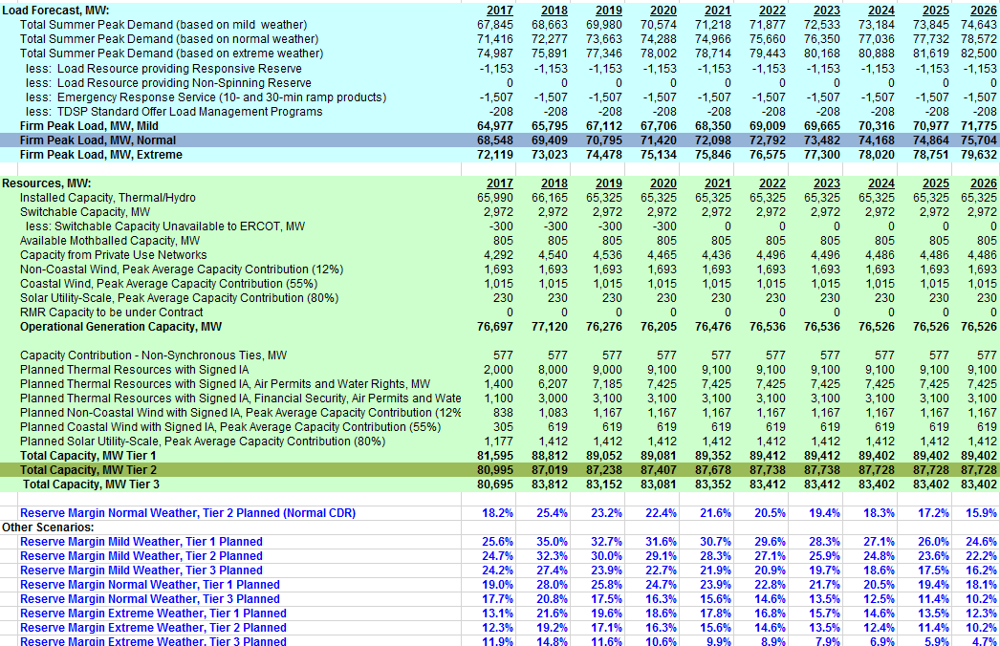 Load Forecast, MW: 2017 2018 2019 2020 2021 2022 2023 2024 2025 2026
Total Summer Peak Demand (based on mild weather) 67,845 68,663 69,980 70,574 71,218 71,877 72,533 73,184 73,845 74,643
Total Summer Peak Demand (based on normal weather) 71,416 72,277 73,663 74,288 74,966 75,660 76,350 77,036 77,732 78,572
Total Summer Peak Demand (based on extreme weather) 74,987 75,891 77,346 78,002 78,714 79,443 80,168 80,888 81,619 82,500
less: Load Resource providing Responsive Reserve -1,153 -1,153 -1,153 -1,153 -1,153 -1,153 -1,153 -1,153 -1,153 -1,153
less: Load Resource providing Non-Spinning Reserve 0 0 0 0 0 0 0 0 0 0
less: Emergency Response Service (10- and 30-min ramp products) -1,507 -1,507 -1,507 -1,507 -1,507 -1,507 -1,507 -1,507 -1,507 -1,507
less: TDSP Standard Offer Load Management Programs -208 -208 -208 -208 -208 -208 -208 -208 -208 -208
Firm Peak Load, MW, Mild 64,977 65,795 67,112 67,706 68,350 69,009 69,665 70,316 70,977 71,775
Firm Peak Load, MW, Normal 68,548 69,409 70,795 71,420 72,098 72,792 73,482 74,168 74,864 75,704
Firm Peak Load, MW, Extreme 72,119 73,023 74,478 75,134 75,846 76,575 77,300 78,020 78,751 79,632
Resources, MW: 2017 2018 2019 2020 2021 2022 2023 2024 2025 2026
Installed Capacity, Thermal/Hydro 65,990 66,165 65,325 65,325 65,325 65,325 65,325 65,325 65,325 65,325
Switchable Capacity, MW 2,972 2,972 2,972 2,972 2,972 2,972 2,972 2,972 2,972 2,972
less: Switchable Capacity Unavailable to ERCOT, MW -300 -300 -300 -300 0 0 0 0 0 0
Available Mothballed Capacity, MW 805 805 805 805 805 805 805 805 805 805
Capacity from Private Use Networks 4,292 4,540 4,536 4,465 4,436 4,496 4,496 4,486 4,486 4,486
Non-Coastal Wind, Peak Average Capacity Contribution (12%) 1,693 1,693 1,693 1,693 1,693 1,693 1,693 1,693 1,693 1,693
Coastal Wind, Peak Average Capacity Contribution (55%) 1,015 1,015 1,015 1,015 1,015 1,015 1,015 1,015 1,015 1,015
Solar Utility-Scale, Peak Average Capacity Contribution (80%) 230 230 230 230 230 230 230 230 230 230
RMR Capacity to be under Contract 0 0 0 0 0 0 0 0 0 0
Operational Generation Capacity, MW 76,697 77,120 76,276 76,205 76,476 76,536 76,536 76,526 76,526 76,526
Capacity Contribution - Non-Synchronous Ties, MW 577 577 577 577 577 577 577 577 577 577
Planned Thermal Resources with Signed IA 2,000 8,000 9,000 9,100 9,100 9,100 9,100 9,100 9,100 9,100
Planned Thermal Resources with Signed IA, Air Permits and Water Rights, MW 1,400 6,207 7,185 7,425 7,425 7,425 7,425 7,425 7,425 7,425
Planned Thermal Resources with Signed IA, Financial Security, Air Permits and Wate 1,100 3,000 3,100 3,100 3,100 3,100 3,100 3,100 3,100 3,100
Planned Non-Coastal Wind with Signed IA, Peak Average Capacity Contribution (12% 838 1,083 1,167 1,167 1,167 1,167 1,167 1,167 1,167 1,167
Planned Coastal Wind with Signed IA, Peak Average Capacity Contribution (55%) 305 619 619 619 619 619 619 619 619 619
Planned Solar Utility-Scale, Peak Average Capacity Contribution (80%) 1,177 1,412 1,412 1,412 1,412 1,412 1,412 1,412 1,412 1,412
Total Capacity, MW Tier 1 81,595 88,812 89,052 89,081 89,352 89,412 89,412 89,402 89,402 89,402
Total Capacity, MW Tier 2 80,995 87,019 87,238 87,407 87,678 87,738 87,738 87,728 87,728 87,728
Total Capacity, MW Tier 3 80,695 83,812 83,152 83,081 83,352 83,412 83,412 83,402 83,402 83,402
Reserve Margin Normal Weather, Tier 2 Planned (Normal CDR) 18.2% 25.4% 23.2% 22.4% 21.6% 20.5% 19.4% 18.3% 17.2% 15.9%
Other Scenarios:
Reserve Margin Mild Weather, Tier 1 Planned 25.6% 35.0% 32.7% 31.6% 30.7% 29.6% 28.3% 27.1% 26.0% 24.6%
Reserve Margin Mild Weather, Tier 2 Planned 24.7% 32.3% 30.0% 29.1% 28.3% 27.1% 25.9% 24.8% 23.6% 22.2%
Reserve Margin Mild Weather, Tier 3 Planned 24.2% 27.4% 23.9% 22.7% 21.9% 20.9% 19.7% 18.6% 17.5% 16.2%
Reserve Margin Normal Weather, Tier 1 Planned 19.0% 28.0% 25.8% 24.7% 23.9% 22.8% 21.7% 20.5% 19.4% 18.1%
Reserve Margin Normal Weather, Tier 3 Planned 17.7% 20.8% 17.5% 16.3% 15.6% 14.6% 13.5% 12.5% 11.4% 10.2%
Reserve Margin Extreme Weather, Tier 1 Planned 13.1% 21.6% 19.6% 18.6% 17.8% 16.8% 15.7% 14.6% 13.5% 12.3%
Reserve Margin Extreme Weather, Tier 2 Planned 12.3% 19.2% 17.1% 16.3% 15.6% 14.6% 13.5% 12.4% 11.4% 10.2%
Reserve Margin Extreme Weather, Tier 3 Planned 11.9% 14.8% 11.6% 10.6% 9.9% 8.9% 7.9% 6.9% 5.9% 4.7%